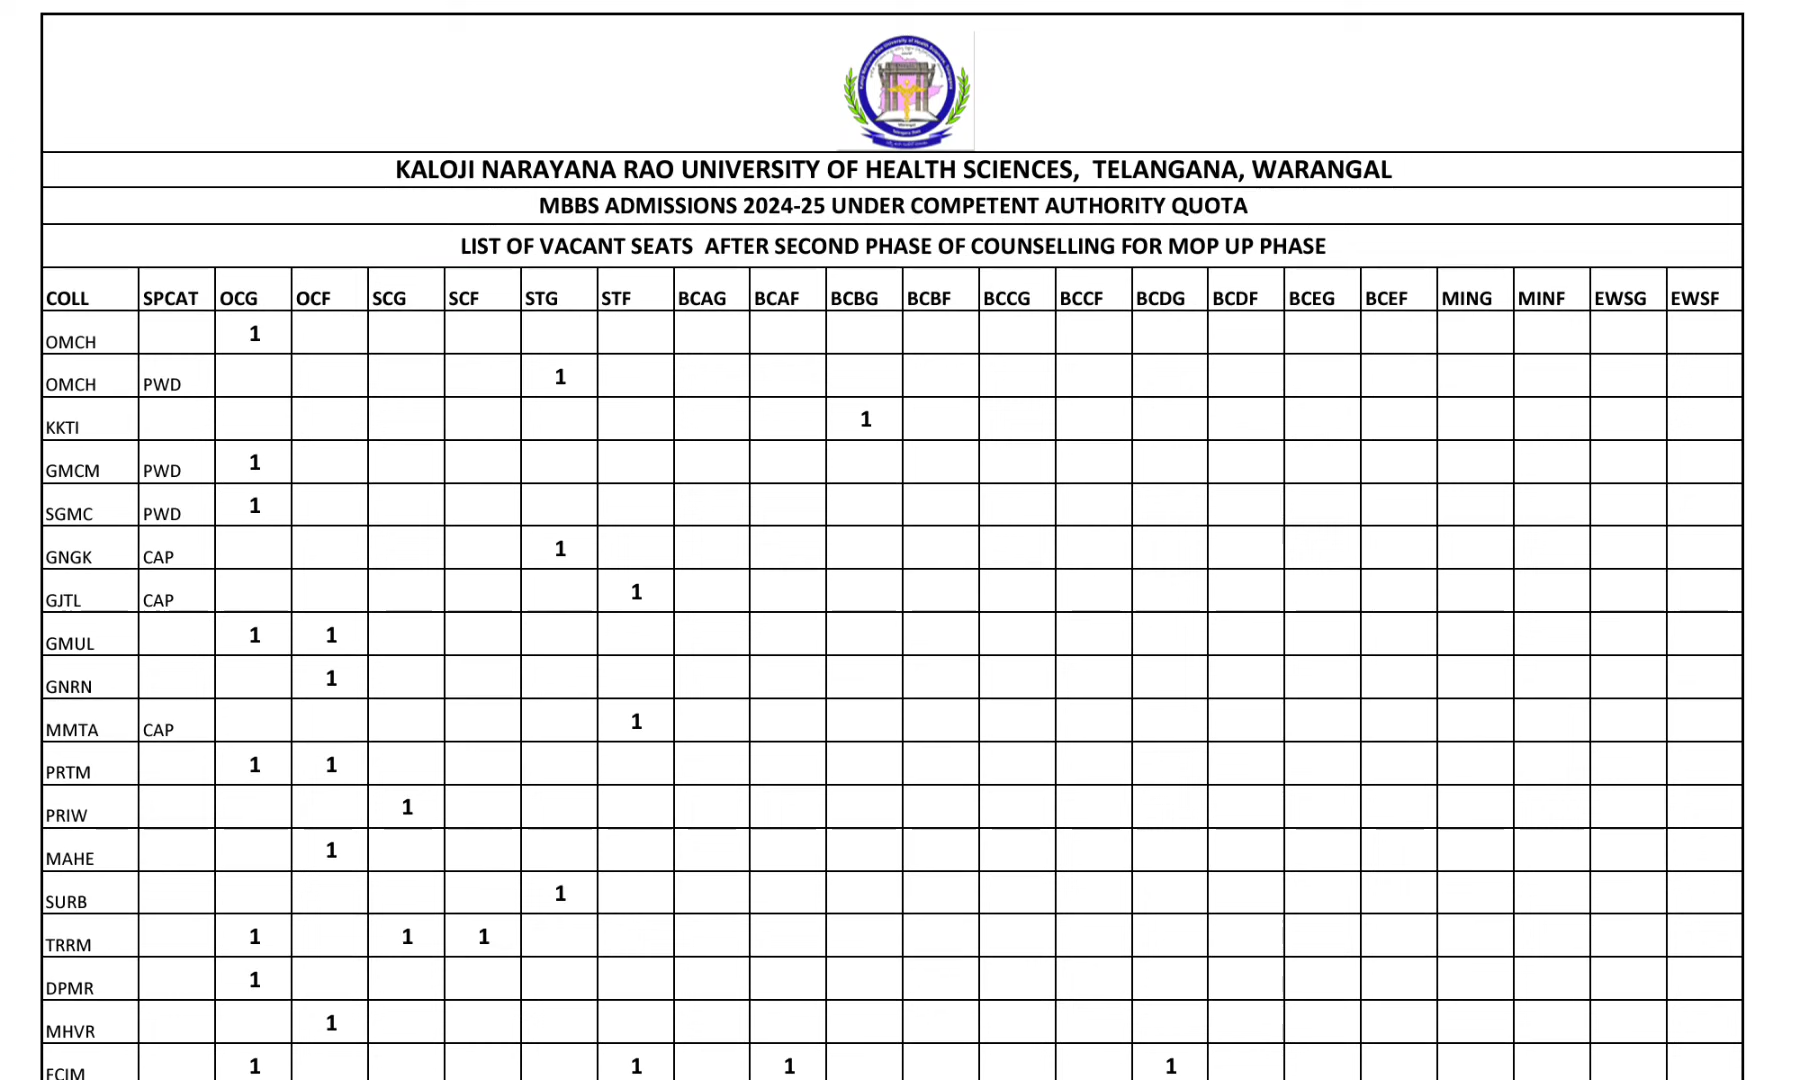 KALOJI NARAYANA RAO UNIVERSITY OF HEALTH SCIENCES, TELANGANA, WARANGAL
MBBS ADMISSIONS 2024-25 UNDER COMPETENT AUTHORITY QUOTA
LIST OF VACANT SEATS AFTER SECOND PHASE OF COUNSELLING FOR MOP UP PHASE
COLL SPCAT OCG OCF SCG SCF STG STF BCAG BCAF BCBG BCBF BCCG BCCF BCDG BCDF BCEG BCEF MING MINF EWSG EWSF
OMCH 1
OMCH PWD 1
KKTI 1
GMCM PWD 1
SGMC PWD 1
GNGK CAP 1
GJTL CAP 1
GMUL 1 1
GNRN 1
MMTA CAP 1
PRTM 1 1
PRIW 1
MAHE 1
SURB 1
TRRM 1 1 1
DPMR 1
MHVR 1
1 1 1 1